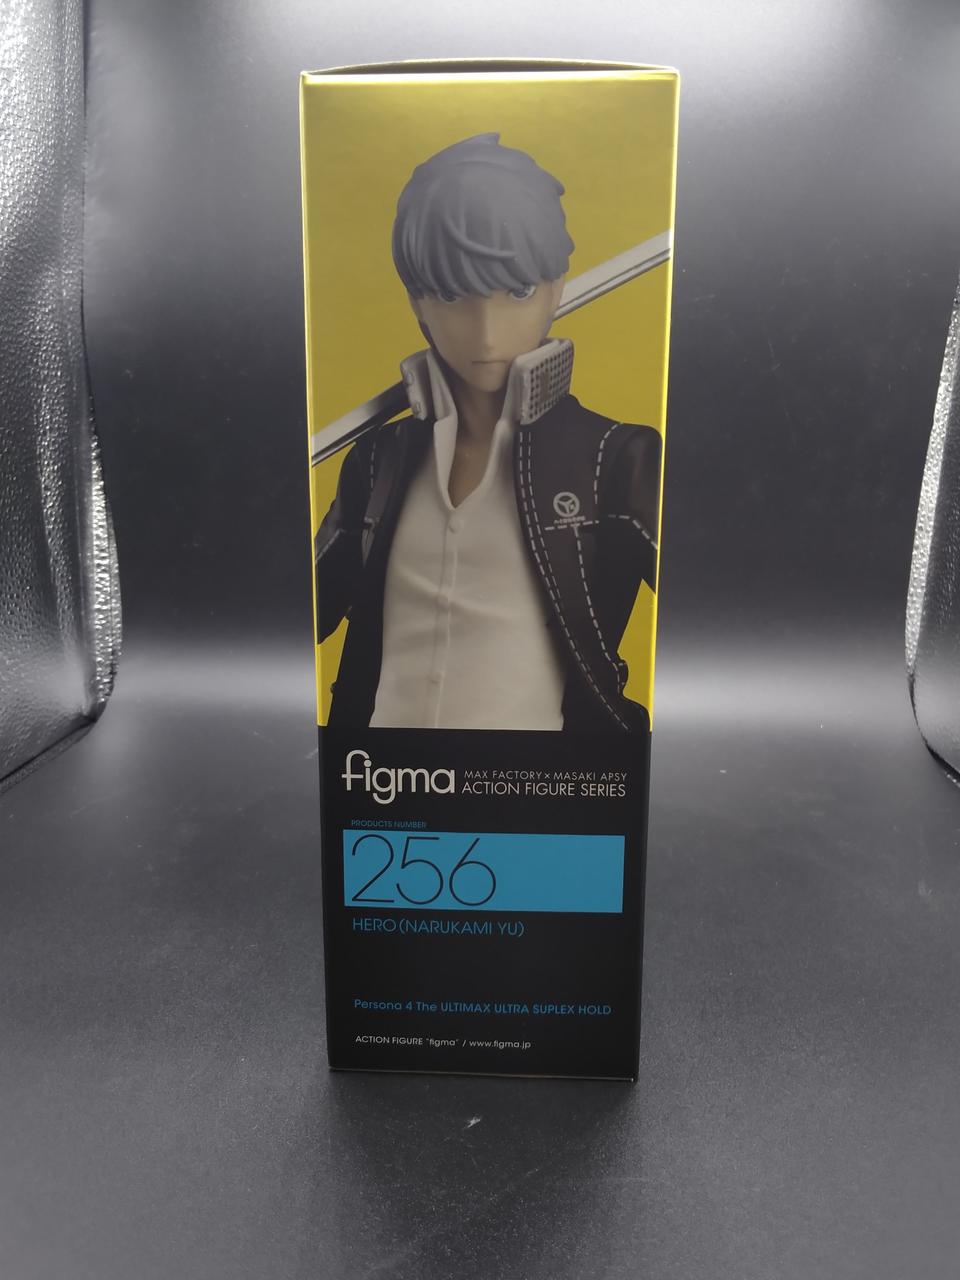 figma
MAX FACTORY × MASAKI APSY
ACTION FIGURE SERIES
PRODUCTS NUMBER
256
HERO (NARUKAMI YU)
Persona 4 The ULTIMAX ULTRA SUPLEX HOLD
ACTION FIGURE "figma" / www.figma.jp